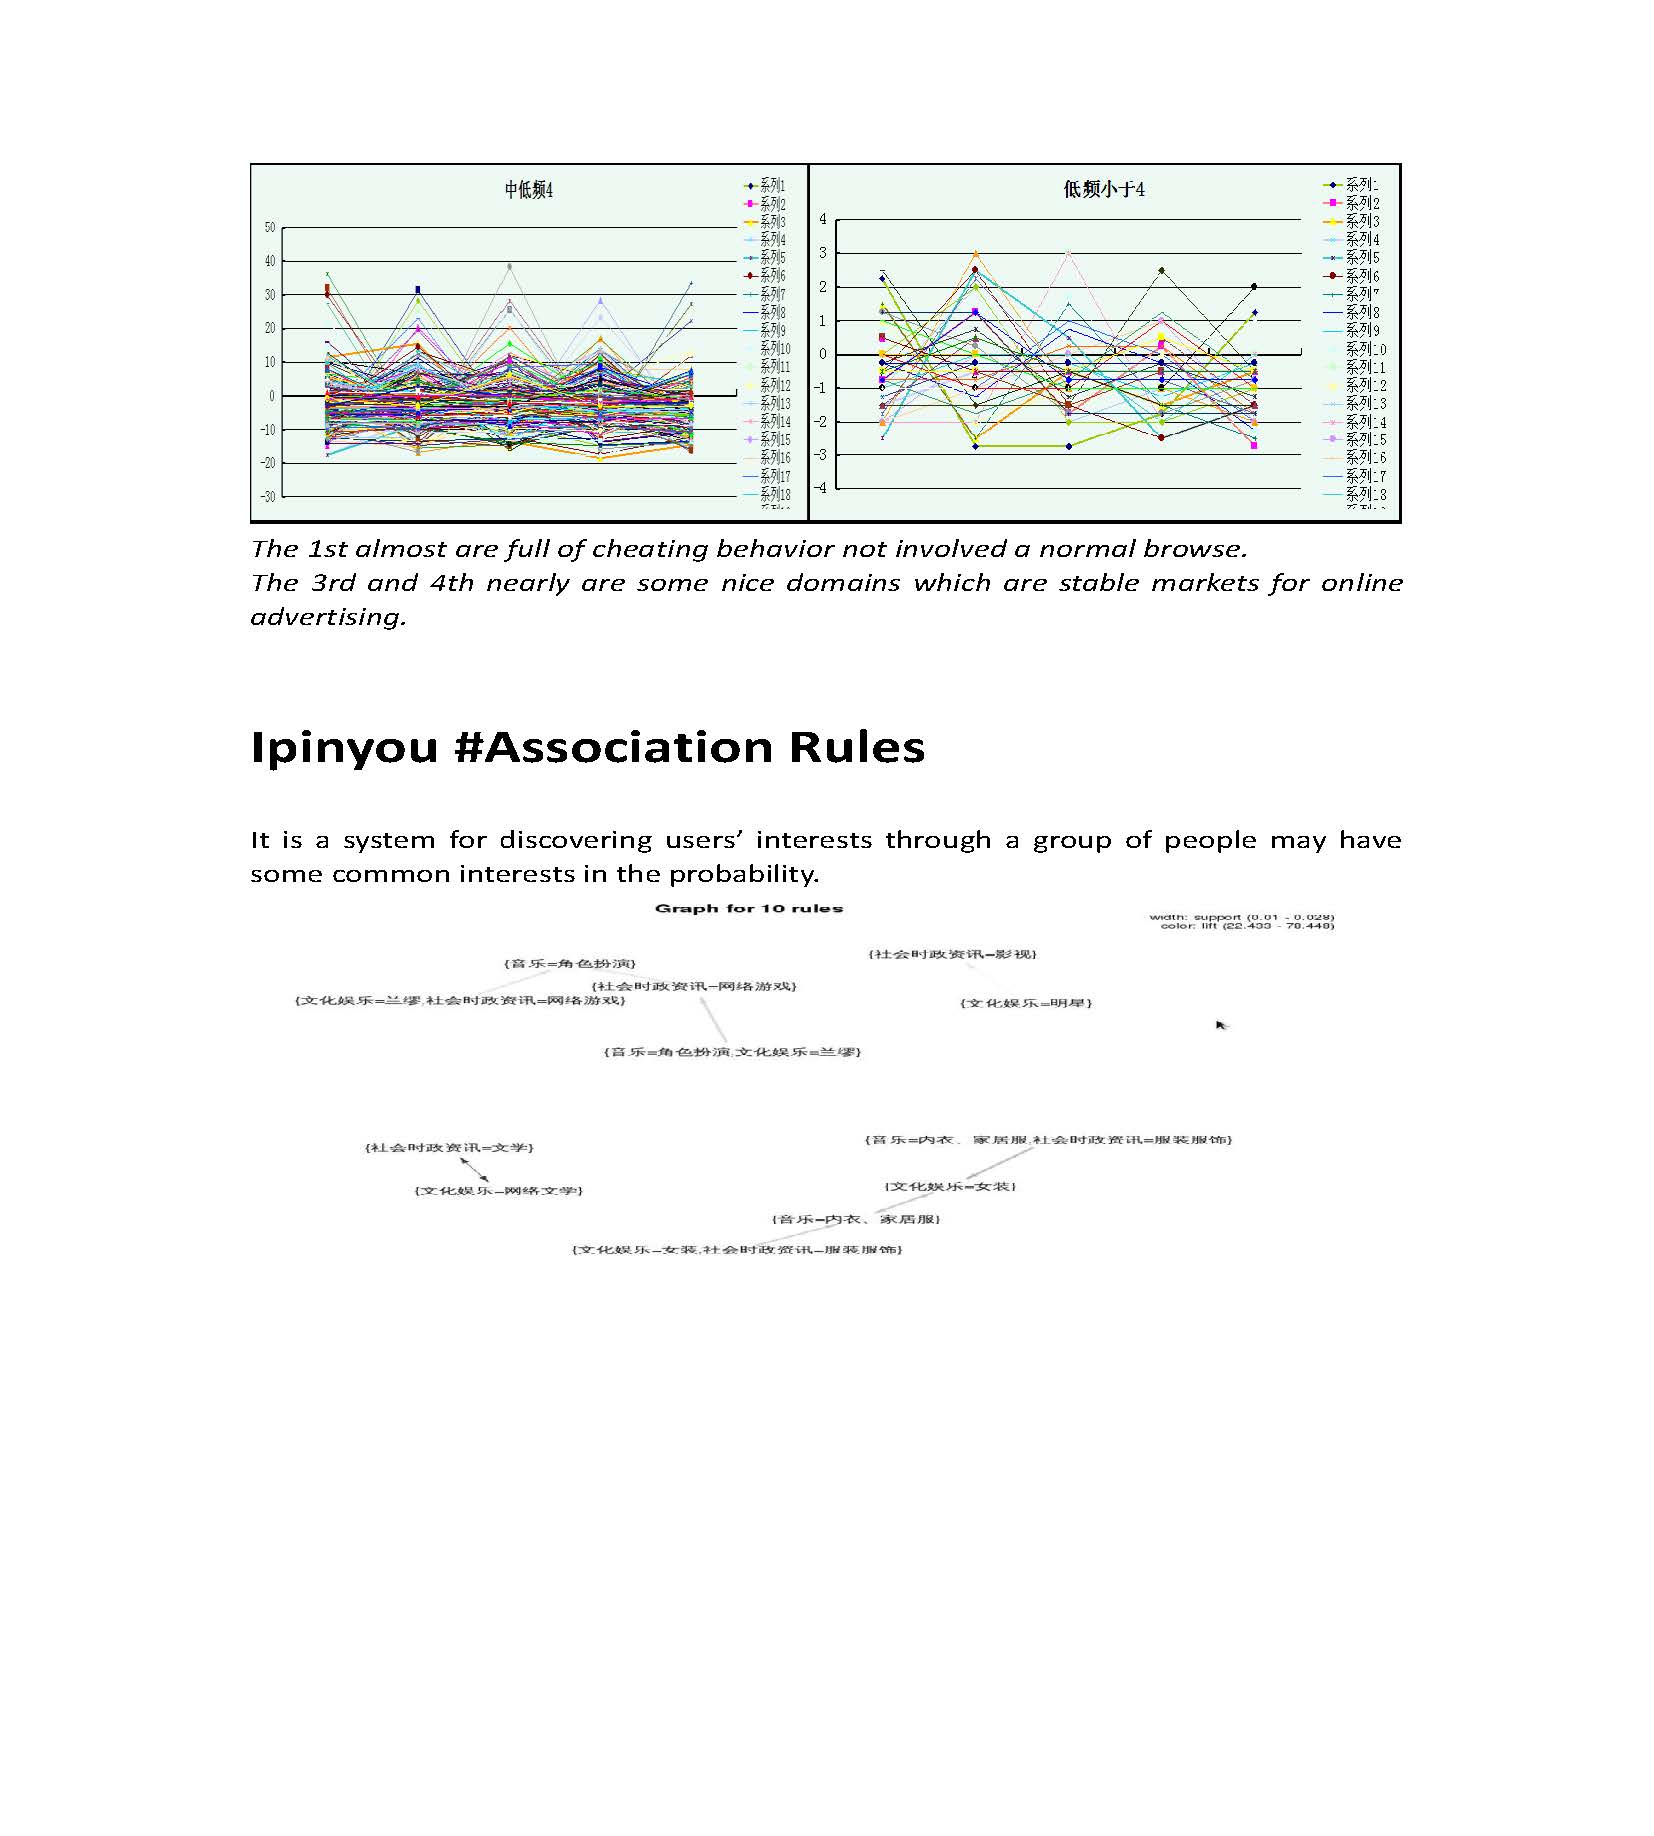 中低频4
50
40
30
20
10
0
-10
-20
-30
系列1
系列2
系列3
系列4
系列5
系列6
系列7
系列8
系列9
系列10
系列11
系列12
系列13
系列14
系列15
系列16
系列17
系列18
低频小于4
4
3
2
1
0
-1
-2
-3
-4
系列1
系列2
系列3
系列4
系列5
系列6
系列7
系列8
系列9
系列10
系列11
系列12
系列13
系列14
系列15
系列16
系列17
系列18
The 1st almost are full of cheating behavior not involved a normal browse.
The 3rd and 4th nearly are some nice domains which are stable markets for online
advertising.
Ipinyou #Association Rules
It is a system for discovering users’ interests through a group of people may have
some common interests in the probability.
Graph for 10 rules
width: support (0.01 - 0.028)
color: lift (22.433 - 78.448)
{社会时政资讯=影视}
{音乐=角色扮演}
{社会时政资讯=网络游戏}
{文化娱乐=兰缪,社会时政资讯=网络游戏}
{文化娱乐=明星}
{音乐=角色扮演,文化娱乐=兰缪}
{社会时政资讯=文学}
{音乐=内衣、家居服,社会时政资讯=服装服饰}
{文化娱乐=网络文学}
{文化娱乐=女装}
{音乐=内衣、家居服}
{文化娱乐=女装,社会时政资讯=服装服饰}